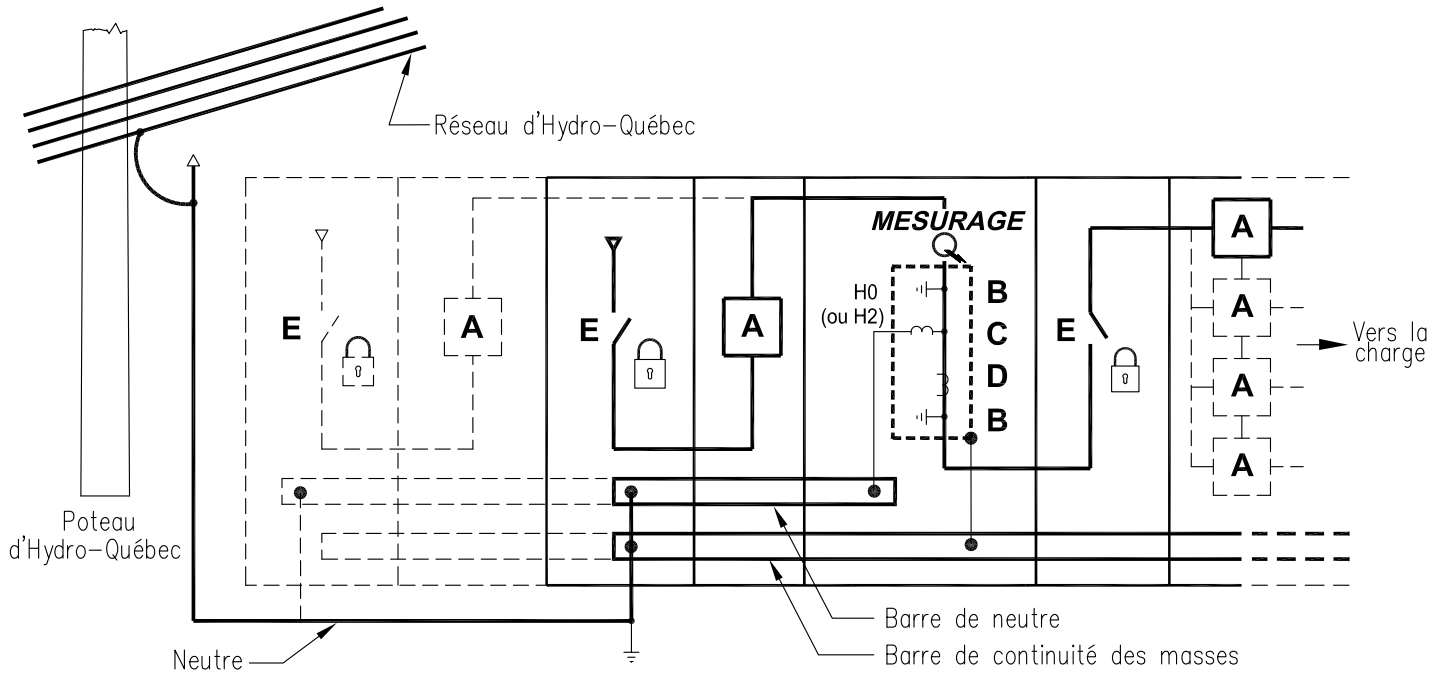 Réseau d'Hydro-Québec
MESURAGE
H0
(ou H2)
B
C
D
B
E
A
E
A
E
A
A
A
A
Vers la
charge
Poteau
d'Hydro-Québec
Neutre
Barre de neutre
Barre de continuité des masses